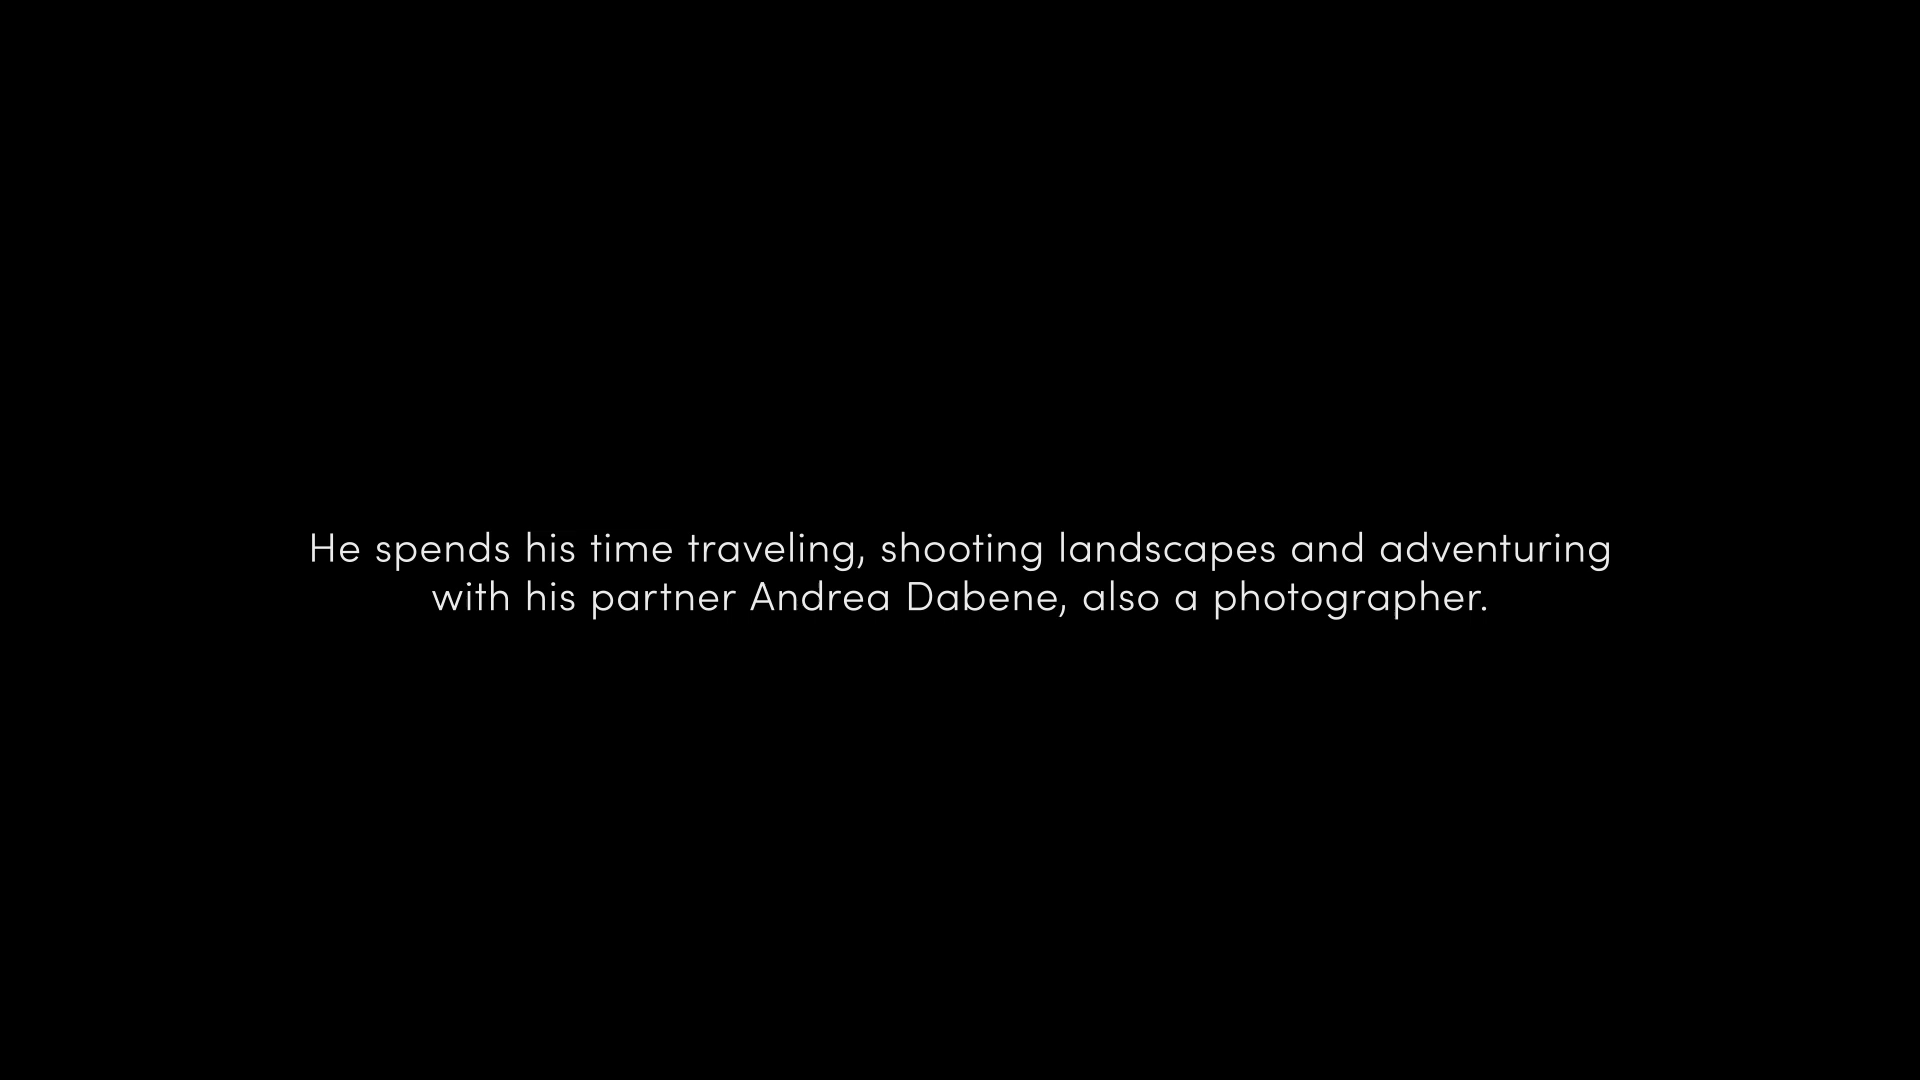 He spends his time traveling, shooting landscapes and adventuring
with his partner Andrea Dabene, also a photographer.